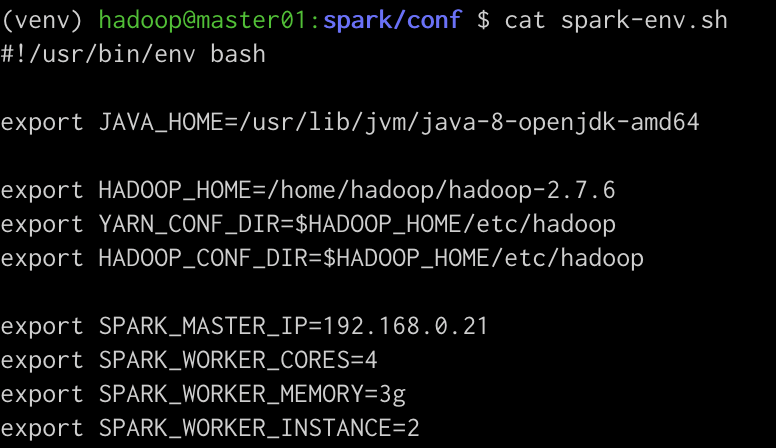 (venv) hadoop@master01:spark/conf $ cat spark-env.sh
#!/usr/bin/env bash
export JAVA_HOME=/usr/lib/jvm/java-8-openjdk-amd64
export HADOOP_HOME=/home/hadoop/hadoop-2.7.6
export YARN_CONF_DIR=$HADOOP_HOME/etc/hadoop
export HADOOP_CONF_DIR=$HADOOP_HOME/etc/hadoop
export SPARK_MASTER_IP=192.168.0.21
export SPARK_WORKER_CORES=4
export SPARK_WORKER_MEMORY=3g
export SPARK_WORKER_INSTANCE=2